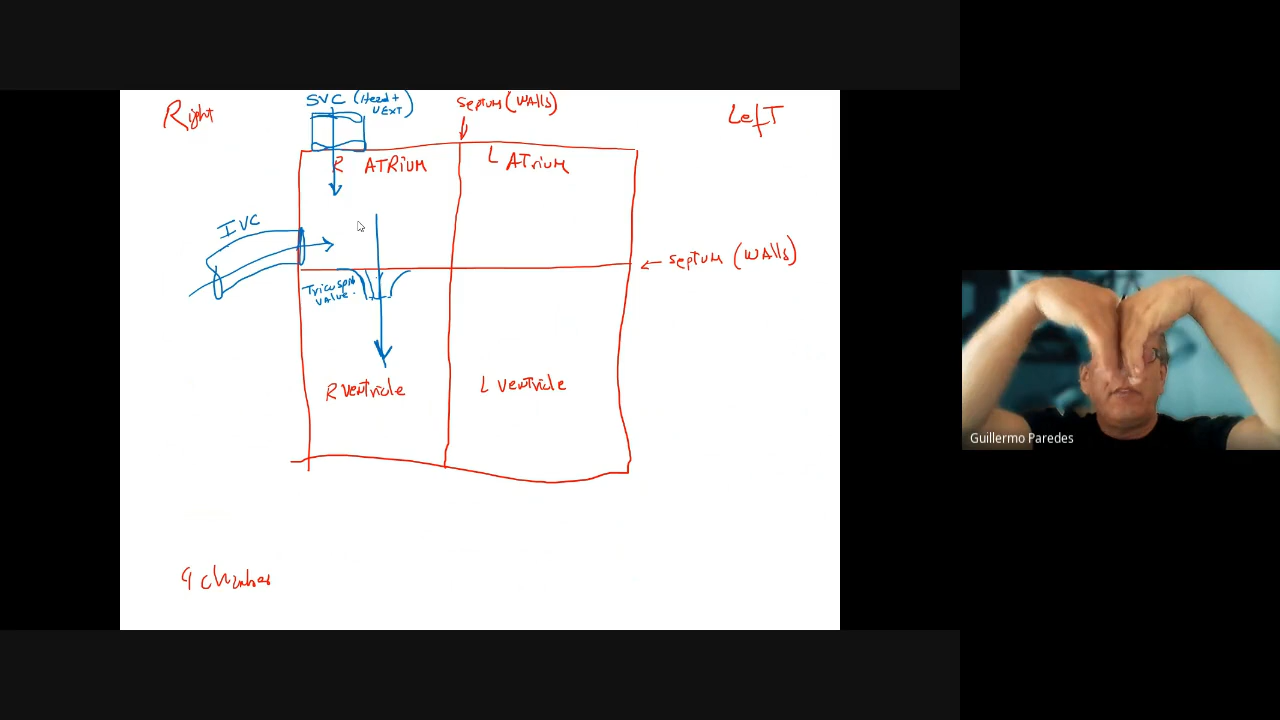 SVC (Head +
U EXT)
Septum (walls)
Right
Left
R ATRIUM
L ATrium
IVC
← Septum (walls)
Tricuspid
valve.
R ventricle
L ventricle
Guillermo Paredes
4 chamber